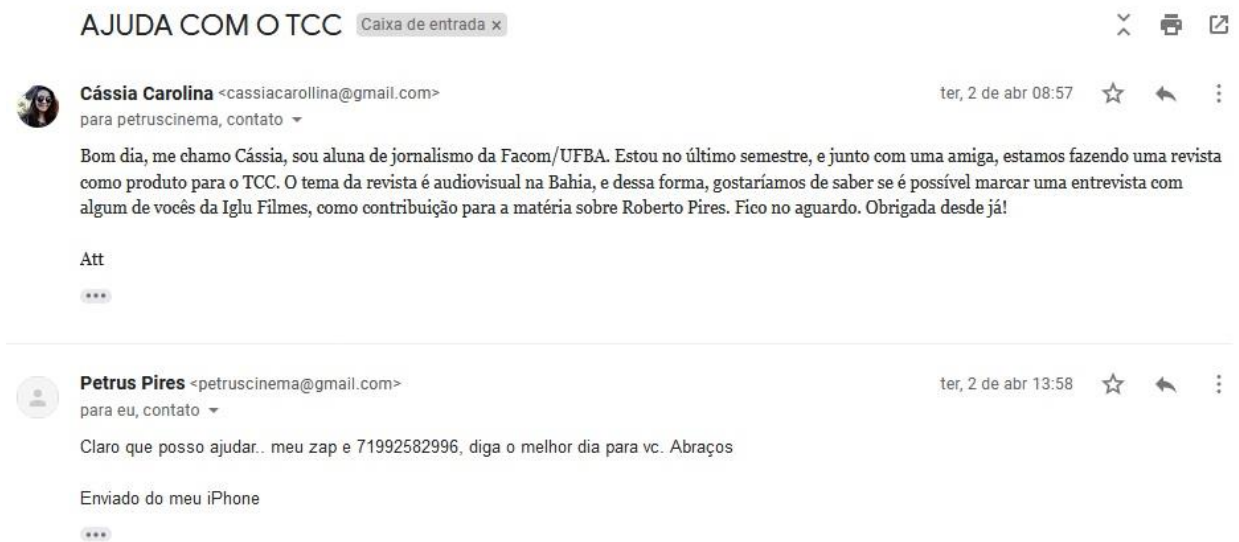 AJUDA COM O TCC Caixa de entrada x
Cássia Carolina <cassiacarollina@gmail.com> ter, 2 de abr 08:57
para petruscinema, contato
Bom dia, me chamo Cássia, sou aluna de jornalismo da Facom/UFBA. Estou no último semestre, e junto com uma amiga, estamos fazendo uma revista
como produto para o TCC. O tema da revista é audiovisual na Bahia, e dessa forma, gostaríamos de saber se é possível marcar uma entrevista com
algum de vocês da Iglu Filmes, como contribuição para a matéria sobre Roberto Pires. Fico no aguardo. Obrigada desde já!
Att
Petrus Pires <petruscinema@gmail.com> ter, 2 de abr 13:58
para eu, contato
Claro que posso ajudar.. meu zap e 71992582996, diga o melhor dia para vc. Abraços
Enviado do meu iPhone